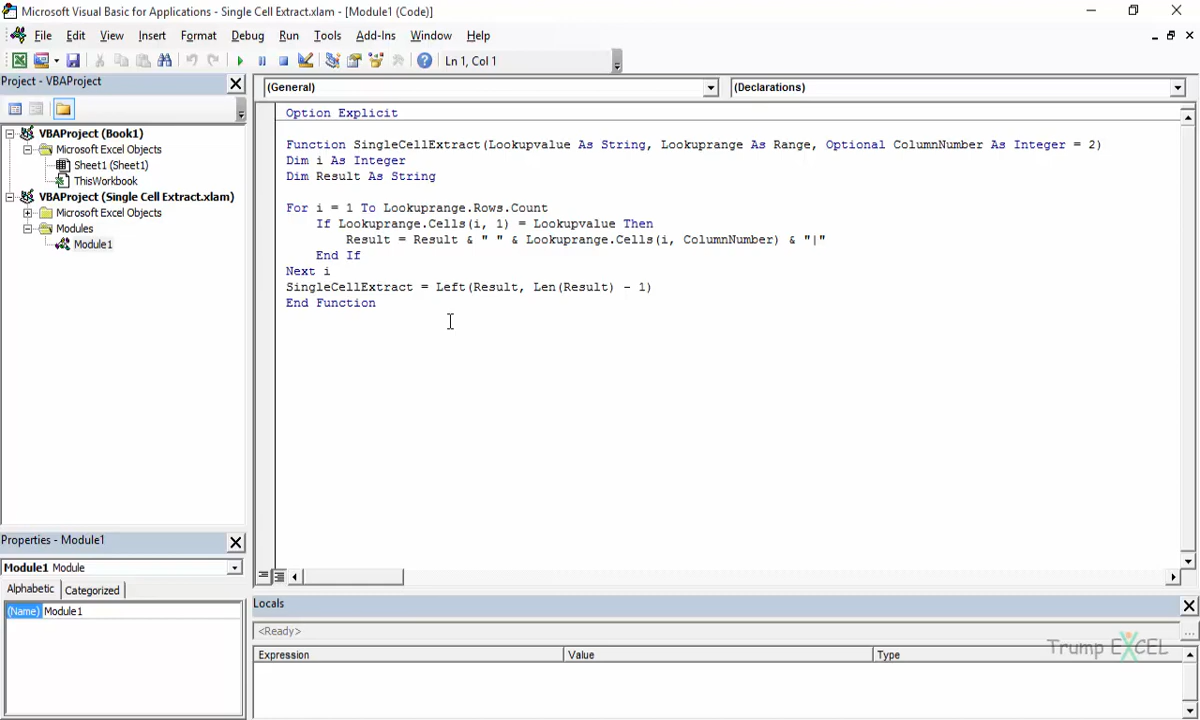 Microsoft Visual Basic for Applications - Single Cell Extract.xlam - [Module1 (Code)]
File Edit View Insert Format Debug Run Tools Add-Ins Window Help
Ln 1, Col 1
Project - VBAProject
(General) (Declarations)
VBAProject (Book1)
Microsoft Excel Objects
Sheet1 (Sheet1)
ThisWorkbook
VBAProject (Single Cell Extract.xlam)
Microsoft Excel Objects
Modules
Module1
Option Explicit
Function SingleCellExtract(Lookupvalue As String, Lookuprange As Range, Optional ColumnNumber As Integer = 2)
Dim i As Integer
Dim Result As String
For i = 1 To Lookuprange.Rows.Count
If Lookuprange.Cells(i, 1) = Lookupvalue Then
Result = Result & " " & Lookuprange.Cells(i, ColumnNumber) & "|"
End If
Next i
SingleCellExtract = Left(Result, Len(Result) - 1)
End Function
Properties - Module1
Module1 Module
Alphabetic Categorized
(Name) Module1
Locals
<Ready>
Expression Value Type
Trump EXCEL